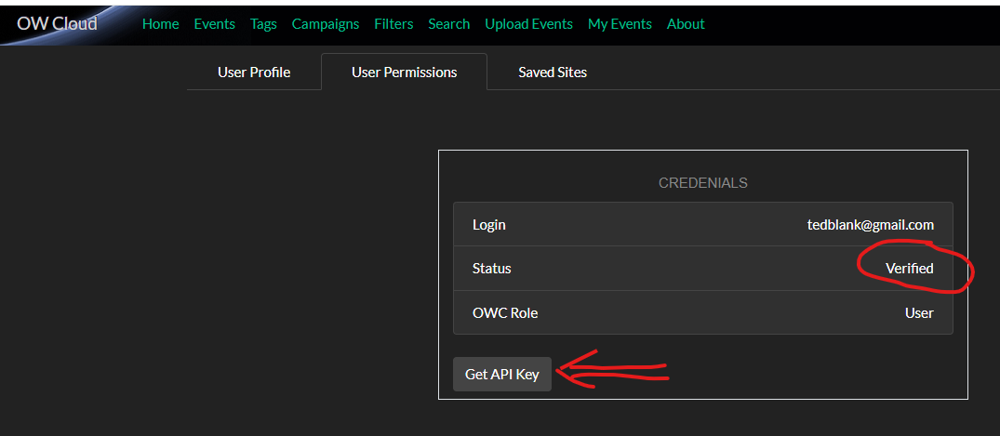 OW Cloud Home Events Tags Campaigns Filters Search Upload Events My Events About
User Profile User Permissions Saved Sites
CREDENIALS
Login tedblank@gmail.com
Status Verified
OWC Role User
Get API Key